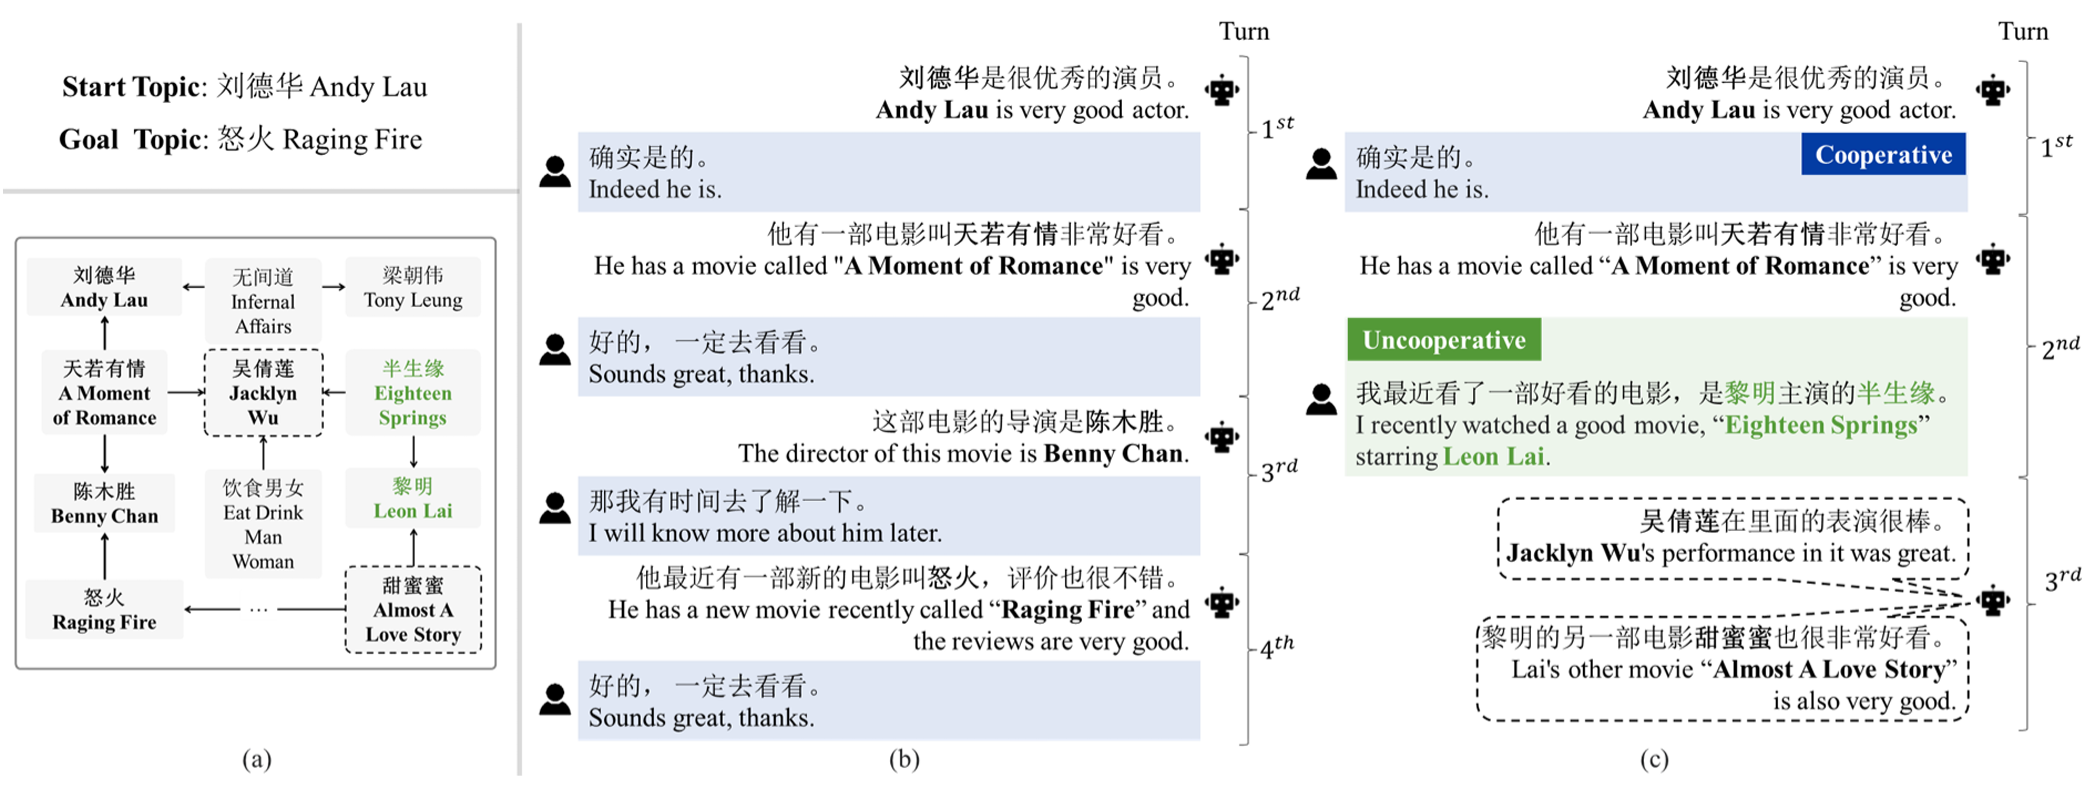 Start Topic: 刘德华 Andy Lau
Goal Topic: 怒火 Raging Fire
刘德华
Andy Lau
无间道
Infernal
Affairs
梁朝伟
Tony Leung
天若有情
A Moment
of Romance
吴倩莲
Jacklyn
Wu
半生缘
Eighteen
Springs
陈木胜
Benny Chan
饮食男女
Eat Drink
Man
Woman
黎明
Leon Lai
怒火
Raging Fire
...
甜蜜蜜
Almost A
Love Story
(a)
Turn
刘德华是很优秀的演员。
Andy Lau is very good actor.
1st
确实是的。
Indeed he is.
他有一部电影叫天若有情非常好看。
He has a movie called "A Moment of Romance" is very
good.
2nd
好的， 一定去看看。
Sounds great, thanks.
这部电影的导演是陈木胜。
The director of this movie is Benny Chan.
3rd
那我有时间去了解一下。
I will know more about him later.
他最近有一部新的电影叫怒火，评价也很不错。
He has a new movie recently called “Raging Fire” and
the reviews are very good.
4th
好的， 一定去看看。
Sounds great, thanks.
(b)
Turn
刘德华是很优秀的演员。
Andy Lau is very good actor.
1st
Cooperative
确实是的。
Indeed he is.
他有一部电影叫天若有情非常好看。
He has a movie called “A Moment of Romance” is very
good.
2nd
Uncooperative
我最近看了一部好看的电影，是黎明主演的半生缘。
I recently watched a good movie, “Eighteen Springs”
starring Leon Lai.
吴倩莲在里面的表演很棒。
Jacklyn Wu's performance in it was great.
3rd
黎明的另一部电影甜蜜蜜也很非常好看。
Lai's other movie “Almost A Love Story”
is also very good.
(c)